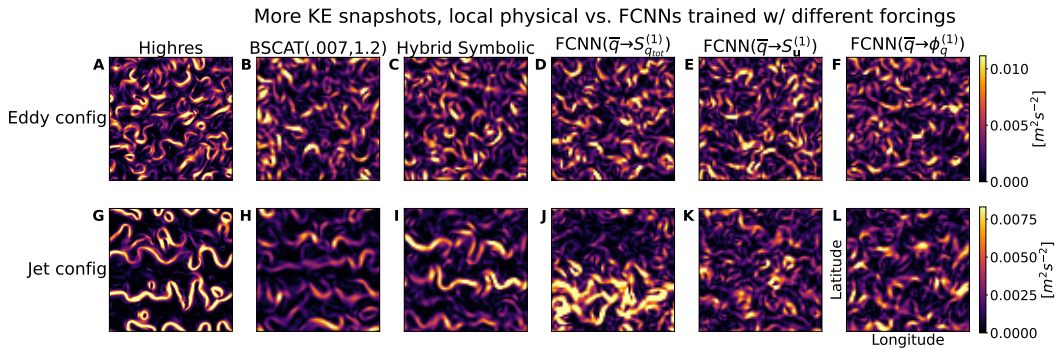 More KE snapshots, local physical vs. FCNNs trained w/ different forcings
Highres BSCAT(.007,1.2) Hybrid Symbolic FCNN(q̅→S_{q_{tot}}^{(1)}) FCNN(q̅→S_𝐮^{(1)}) FCNN(q̅→ϕ_q^{(1)})
A B C D E F
Eddy config
0.010
0.005
0.000
[m²s⁻²]
G H I J K L
Jet config
Latitude
Longitude
0.0075
0.0050
0.0025
0.0000
[m²s⁻²]